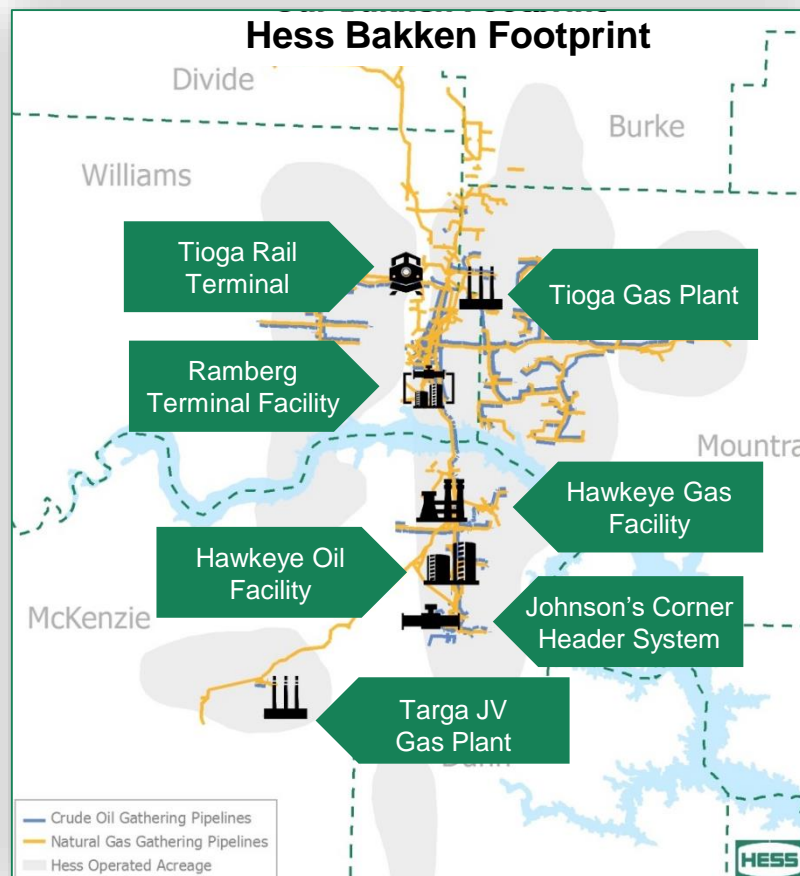 Hess Bakken Footprint
Divide
Burke
Williams
Tioga Rail
Terminal
Tioga Gas Plant
Ramberg
Terminal Facility
Mountra
Hawkeye Gas
Facility
Hawkeye Oil
Facility
Johnson’s Corner
Header System
McKenzie
Targa JV
Gas Plant
Crude Oil Gathering Pipelines
Natural Gas Gathering Pipelines
Hess Operated Acreage
HESS